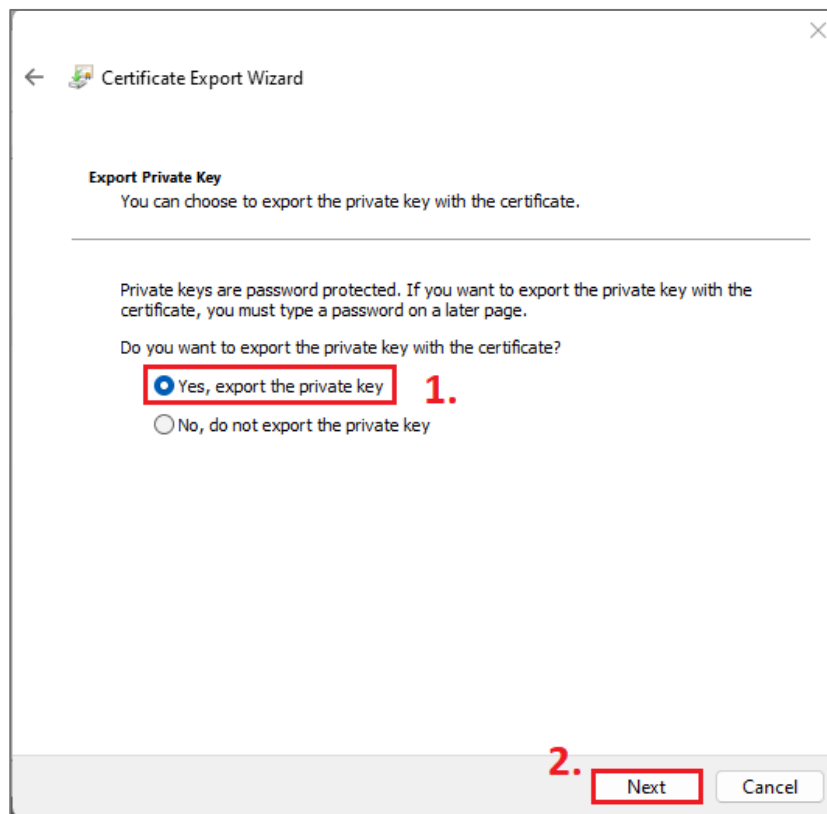 Certificate Export Wizard
Export Private Key
You can choose to export the private key with the certificate.
Private keys are password protected. If you want to export the private key with the
certificate, you must type a password on a later page.
Do you want to export the private key with the certificate?
Yes, export the private key 1.
No, do not export the private key
2.
Next Cancel